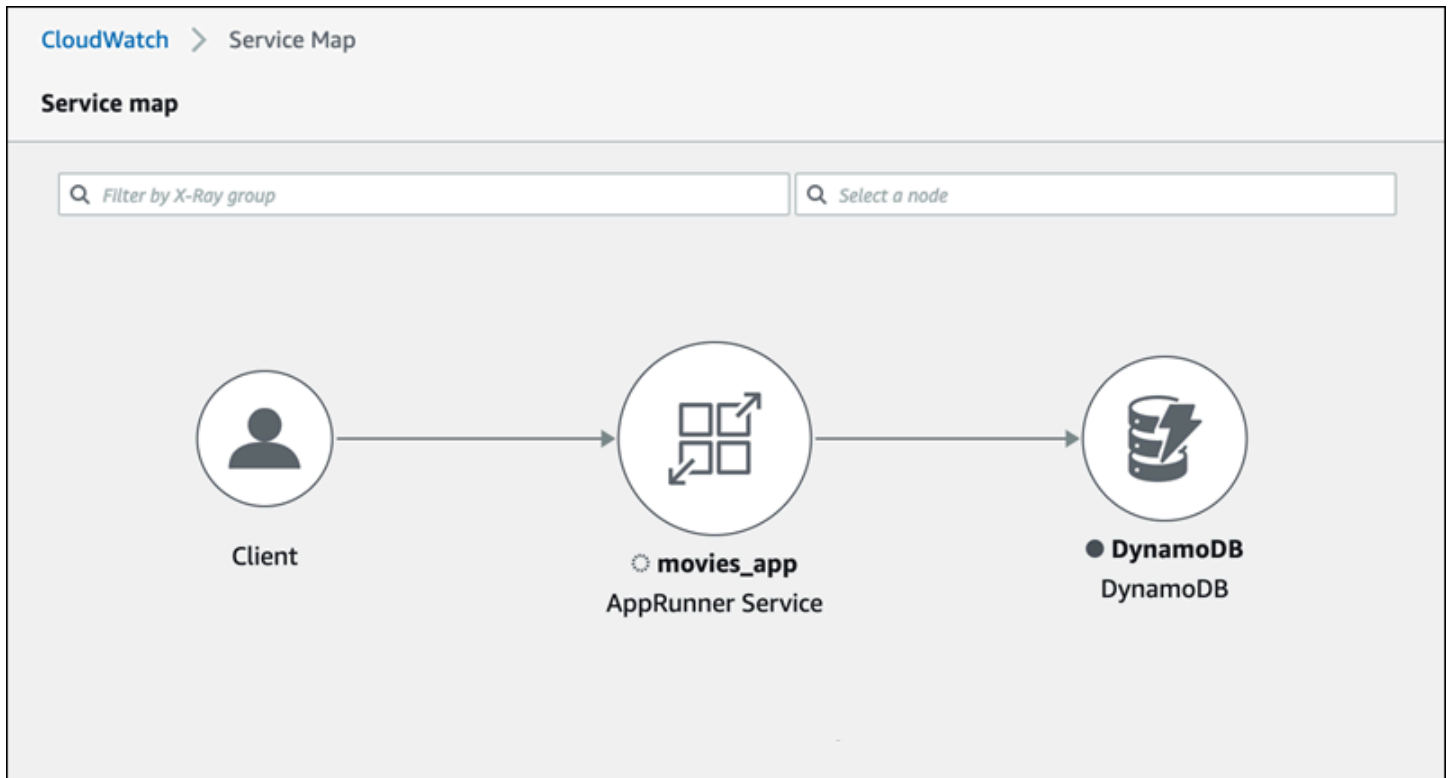 CloudWatch > Service Map
Service map
Filter by X-Ray group
Select a node
Client
movies_app
AppRunner Service
DynamoDB
DynamoDB